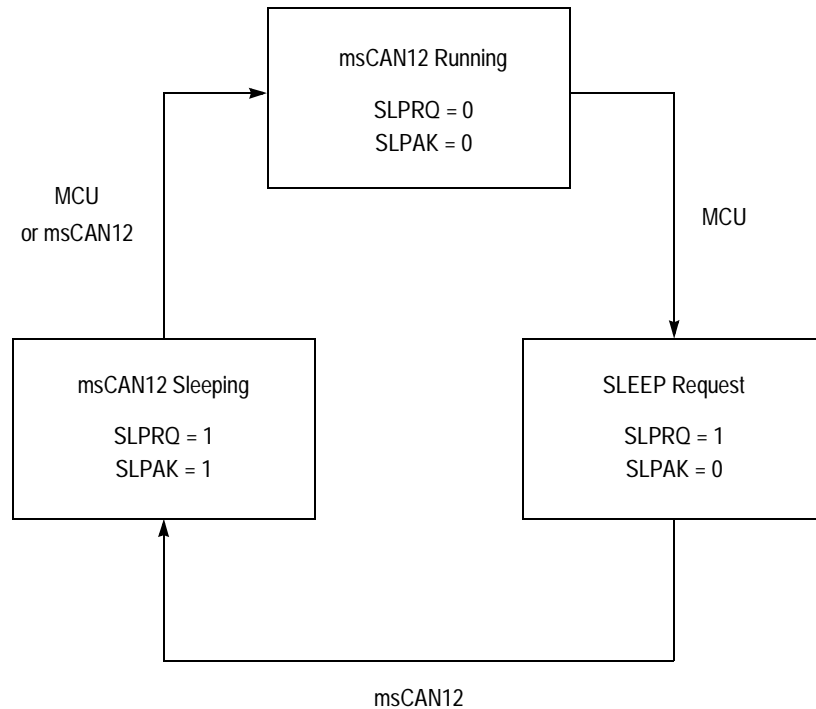 msCAN12 Running
SLPRQ = 0
SLPAK = 0
MCU
or msCAN12
MCU
msCAN12 Sleeping
SLPRQ = 1
SLPAK = 1
SLEEP Request
SLPRQ = 1
SLPAK = 0
msCAN12